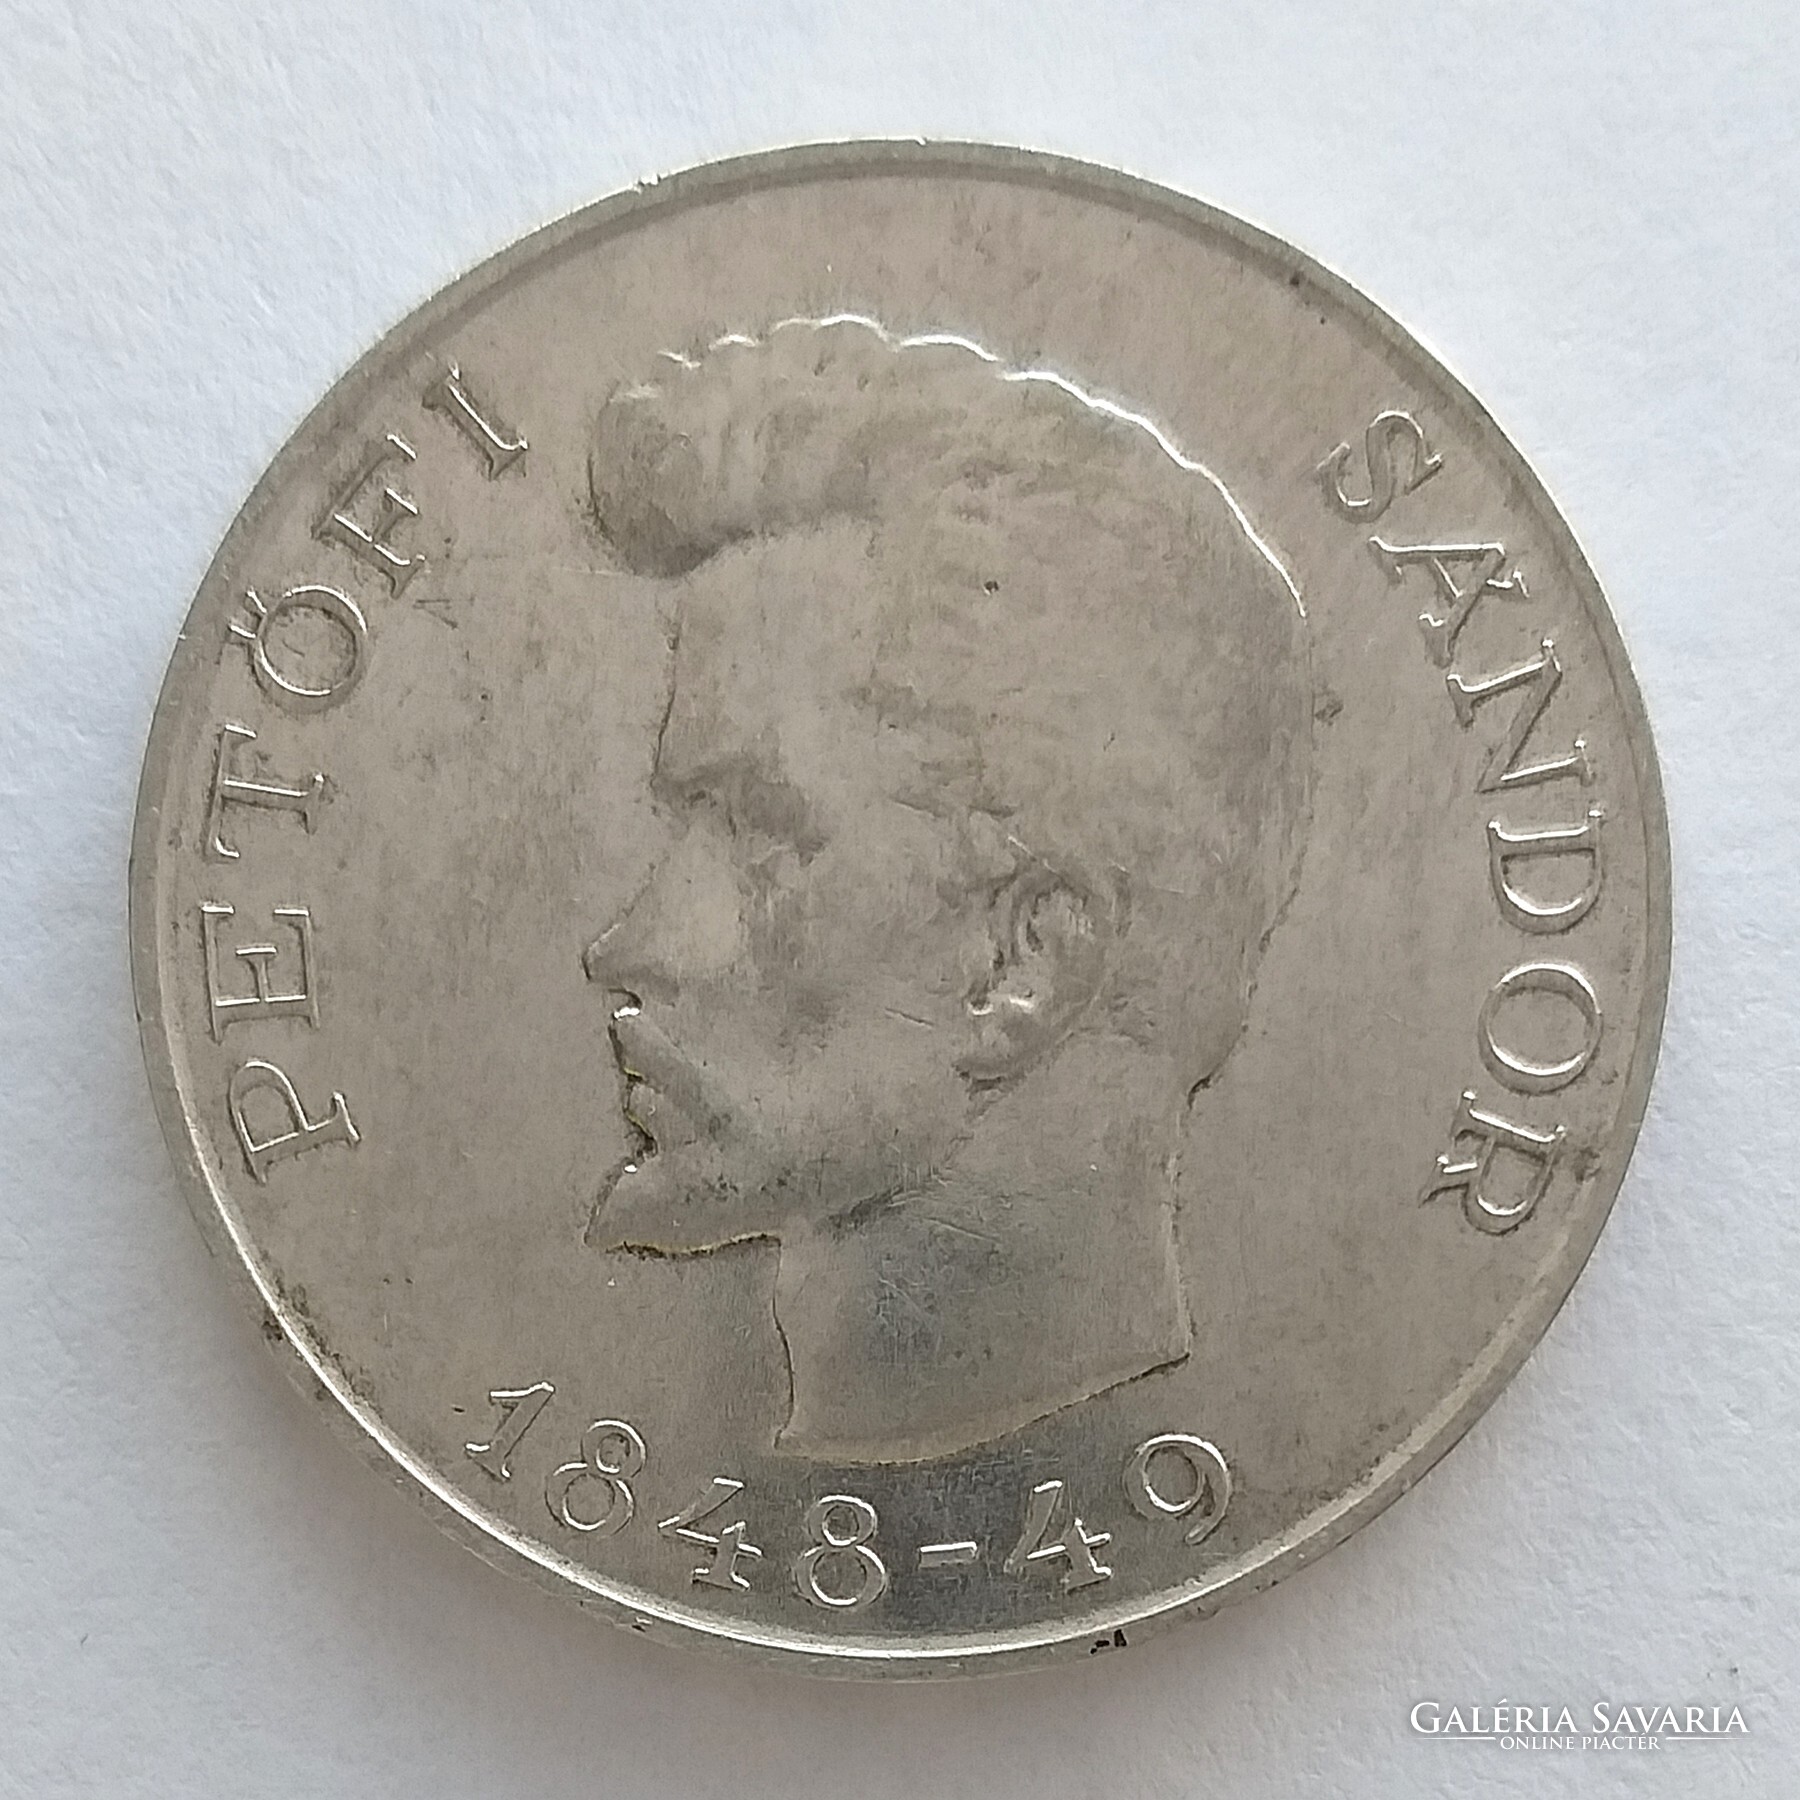 PETŐFI SÁNDOR
1848-49
GALÉRIA SAVARIA
ONLINE PIACTÉR